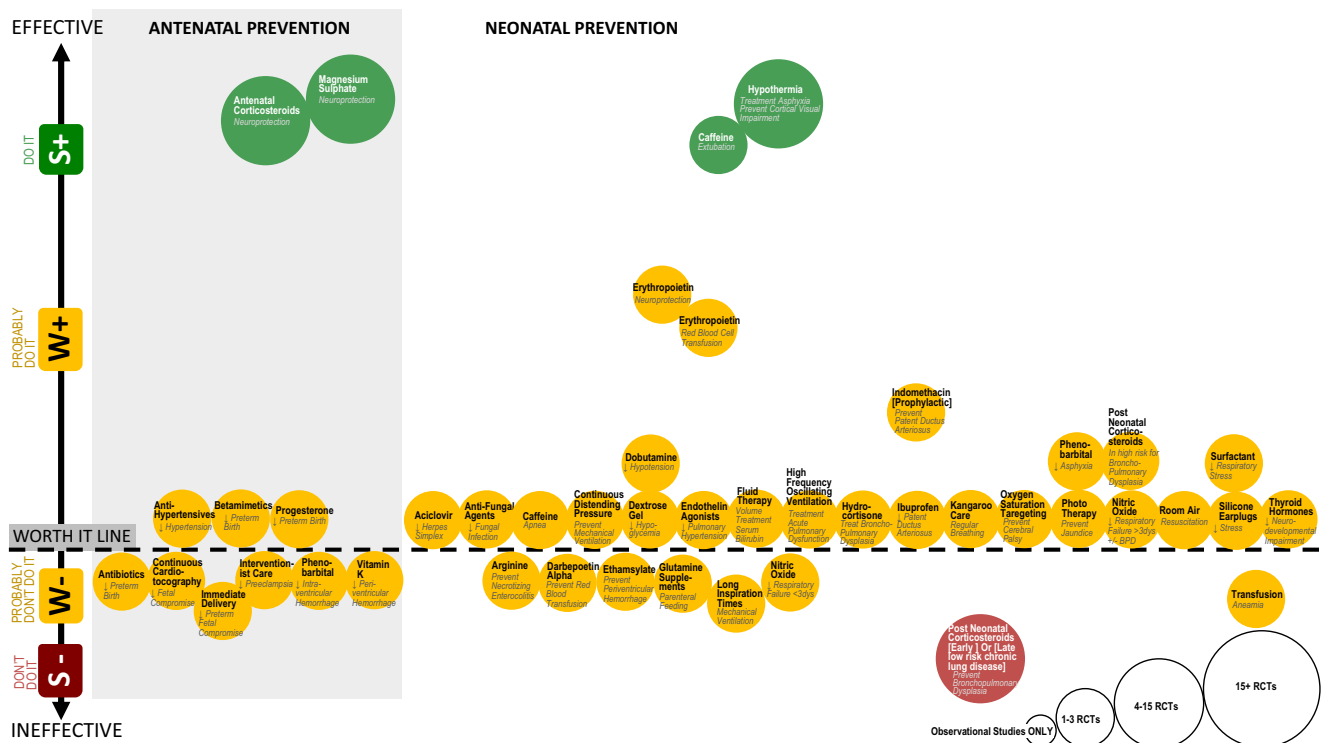 EFFECTIVE
ANTENATAL PREVENTION
NEONATAL PREVENTION
DO IT
S+
PROBABLY
DO IT
W+
WORTH IT LINE
PROBABLY
DON'T DO IT
W -
DON'T
DO IT
S -
INEFFECTIVE
Antenatal
Corticosteroids
Neuroprotection
Magnesium
Sulphate
Neuroprotection
Hypothermia
Treatment Asphyxia
Prevent Cortical Visual
Impairment
Caffeine
Extubation
Erythropoietin
Neuroprotection
Erythropoietin
Red Blood Cell
Transfusion
Indomethacin
[Prophylactic]
Prevent
Patent Ductus
Arteriosus
Dobutamine
↓ Hypotension
Pheno-
barbital
↓ Asphyxia
Post
Neonatal
Cortico-
steroids
In high risk for
Broncho-
Pulmonary
Dysplasia
Surfactant
↓ Respiratory
Stress
Anti-
Hypertensives
↓ Hypertension
Betamimetics
↓ Preterm
Birth
Progesterone
↓ Preterm Birth
Aciclovir
↓ Herpes
Simplex
Anti-Fungal
Agents
↓ Fungal
Infection
Caffeine
Apnea
Continuous
Distending
Pressure
Prevent
Mechanical
Ventilation
Dextrose
Gel
↓ Hypo-
glycemia
Endothelin
Agonists
↓ Pulmonary
Hypertension
Fluid
Therapy
Volume
Treatment
Serum
Bilirubin
High
Frequency
Oscillating
Ventilation
Treatment
Acute
Pulmonary
Dysfunction
Hydro-
cortisone
Treat Broncho-
Pulmonary
Dysplasia
Ibuprofen
↓ Patent
Ductus
Arteriosus
Kangaroo
Care
Regular
Breathing
Oxygen
Saturation
Taregeting
Prevent
Cerebral
Palsy
Photo
Therapy
Prevent
Jaundice
Nitric
Oxide
↓ Respiratory
Failure >3dys
+/- BPD
Room Air
Resuscitation
Silicone
Earplugs
↓ Stress
Thyroid
Hormones
↓ Neuro-
developmental
Impairment
Antibiotics
↓ Preterm
Birth
Continuous
Cardio-
tocography
↓ Fetal
Compromise
Immediate
Delivery
↓ Preterm
Fetal
Compromise
Intervention-
ist Care
↓ Preeclampsia
Pheno-
barbital
↓ Intra-
ventricular
Hemorrhage
Vitamin
K
↓ Peri-
ventricular
Hemorrhage
Arginine
Prevent
Necrotizing
Enterocolitis
Darbepoetin
Alpha
Prevent Red
Blood
Transfusion
Ethamsylate
Prevent
Periventricular
Hemorrhage
Glutamine
Supple-
ments
Parenteral
Feeding
Long
Inspiration
Times
Mechanical
Ventilation
Nitric
Oxide
↓ Respiratory
Failure <3dys
Transfusion
Aneamia
Post Neonatal
Corticosteroids
[Early ] Or [Late
low risk chronic
lung disease]
Prevent
Bronchopulmonary
Dysplasia
Observational Studies ONLY
1-3 RCTs
4-15 RCTs
15+ RCTs